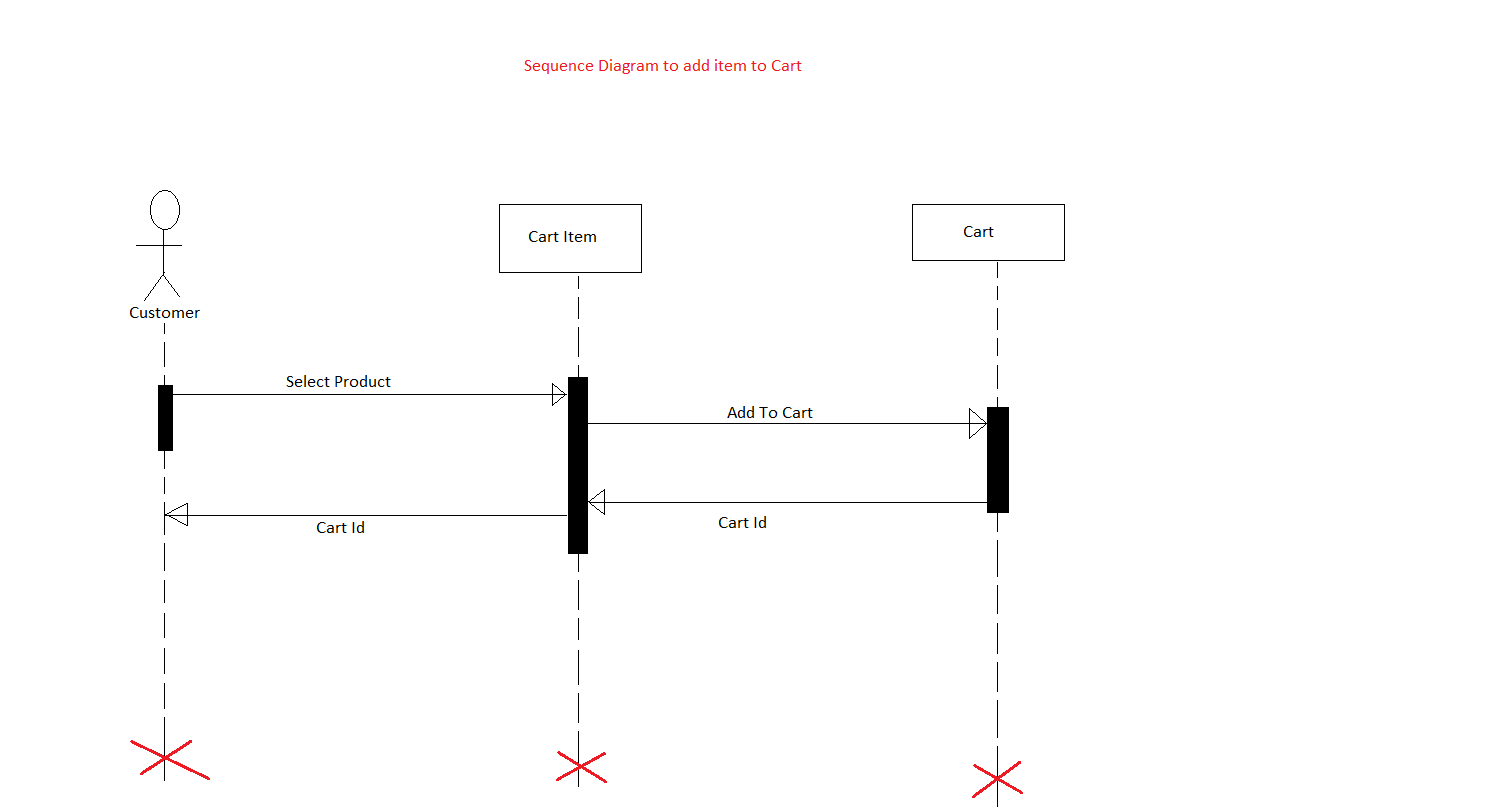 Sequence Diagram to add item to Cart
Cart Item
Cart
Customer
Select Product
Add To Cart
Cart Id
Cart Id